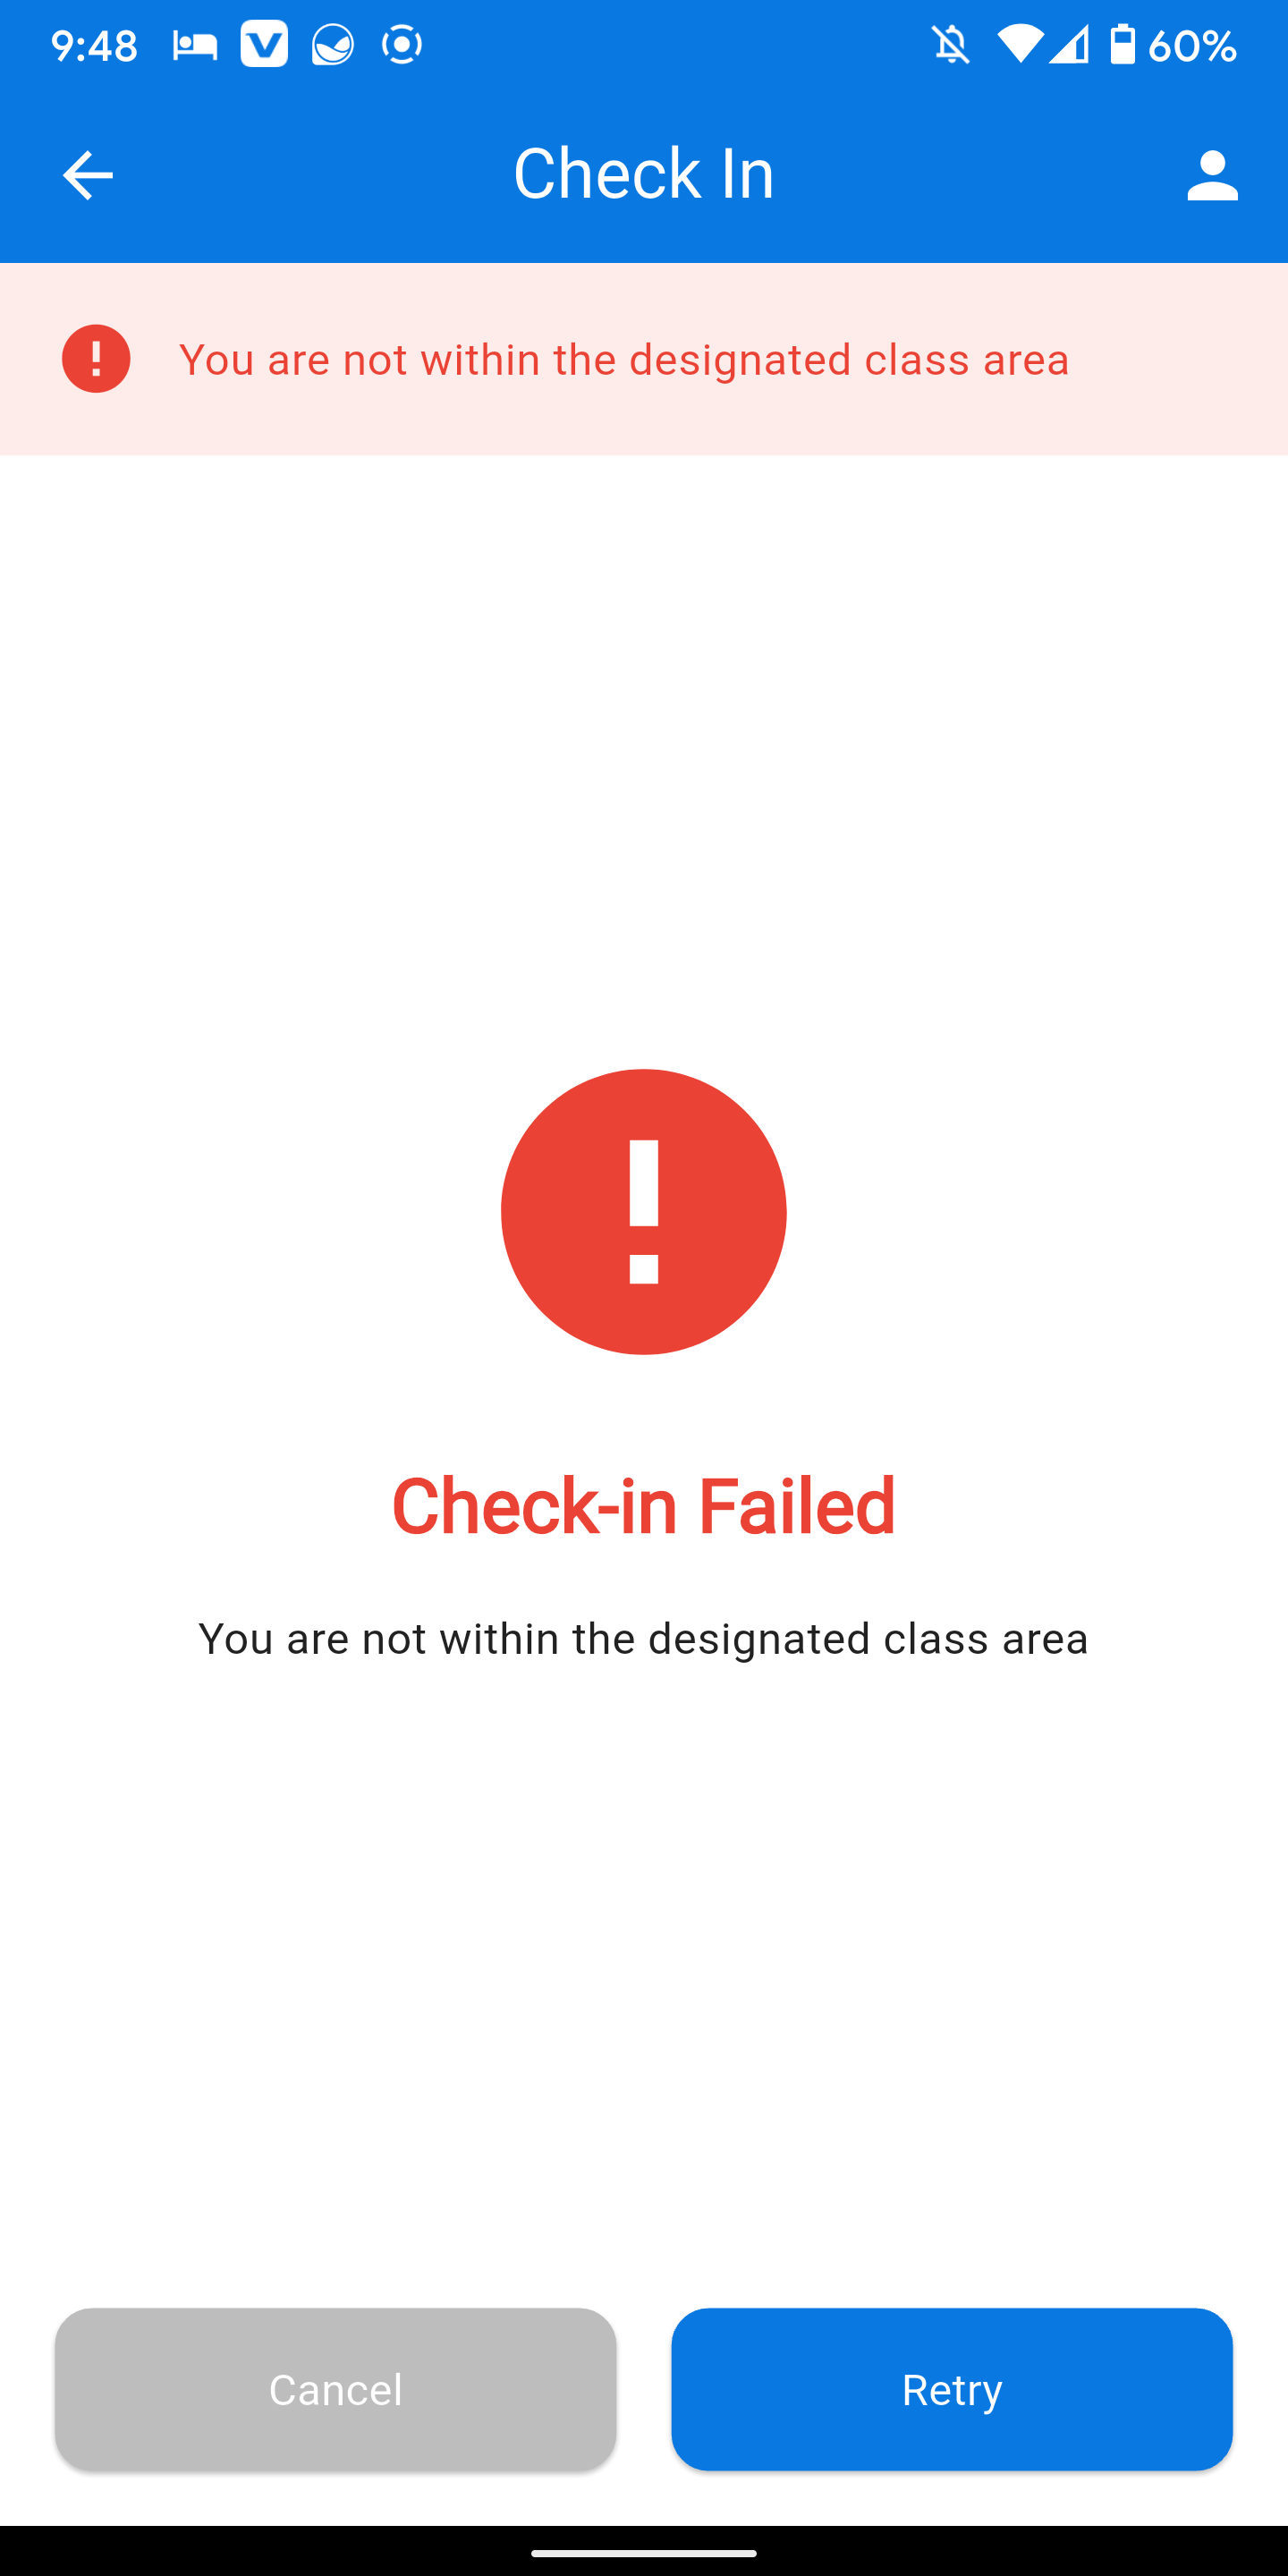 9:48
60%
Check In
You are not within the designated class area
Check-in Failed
You are not within the designated class area
Cancel
Retry